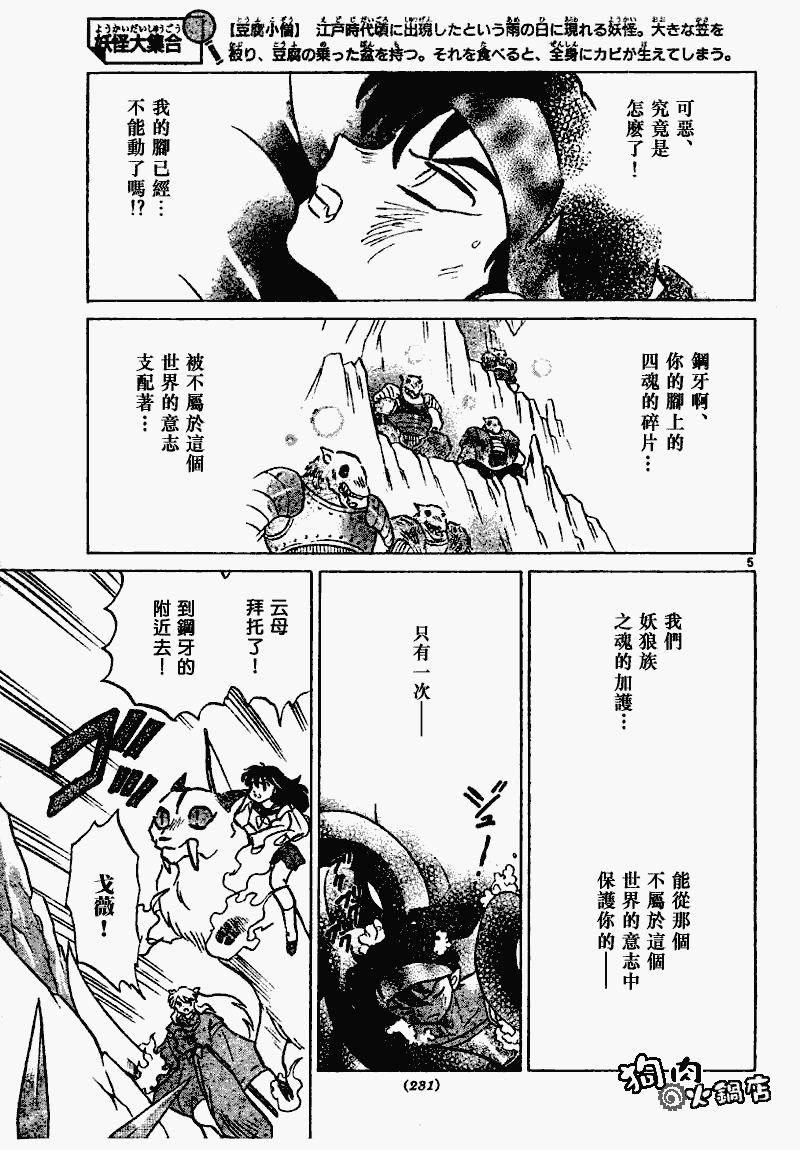 妖怪大集合
ようかいだいしゅうごう
【豆腐小僧】 江戸時代頃に出現したという雨の日に現れる妖怪。大きな笠を
被り、豆腐の乗った盆を持つ。それを食べると、全身にカビが生えてしまう。
可惡、
究竟是
怎麼了！
我的腳已經…
不能動了嗎!?
鋼牙啊、
你的腳上的
四魂的碎片…
被不屬於這個
世界的意志
支配著…
5
我們
妖狼族
之魂的加護…
能從那個
不屬於這個
世界的意志中
保護你的──
只有一次──
ジュー
云母
拜托了！
到鋼牙的
附近去！
ゴッ
戈薇！
(231)
狗肉
火鍋店